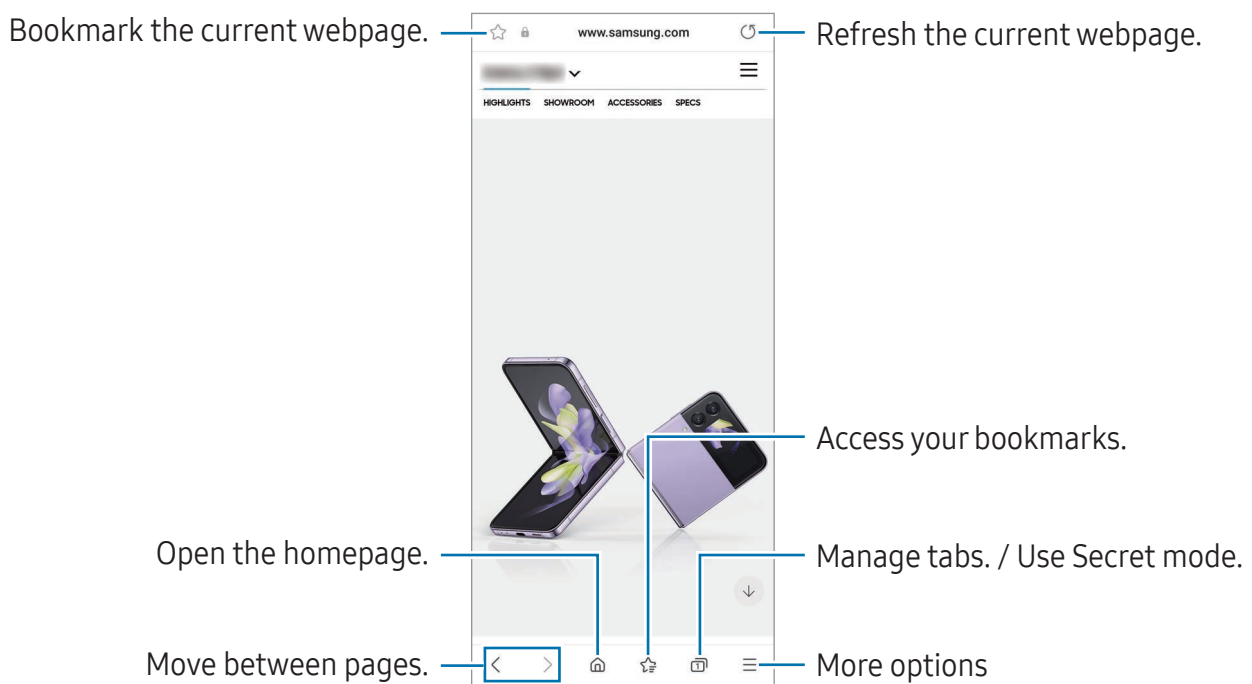 Bookmark the current webpage.
www.samsung.com
Refresh the current webpage.
HIGHLIGHTS SHOWROOM ACCESSORIES SPECS
Access your bookmarks.
Open the homepage.
Manage tabs. / Use Secret mode.
Move between pages.
1
More options